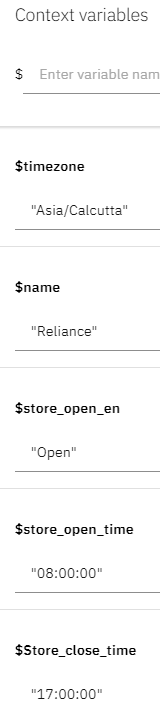 Context variables
$ Enter variable nam
$timezone
"Asia/Calcutta"
$name
"Reliance"
$store_open_en
"Open"
$store_open_time
"08:00:00"
$Store_close_time
"17:00:00"